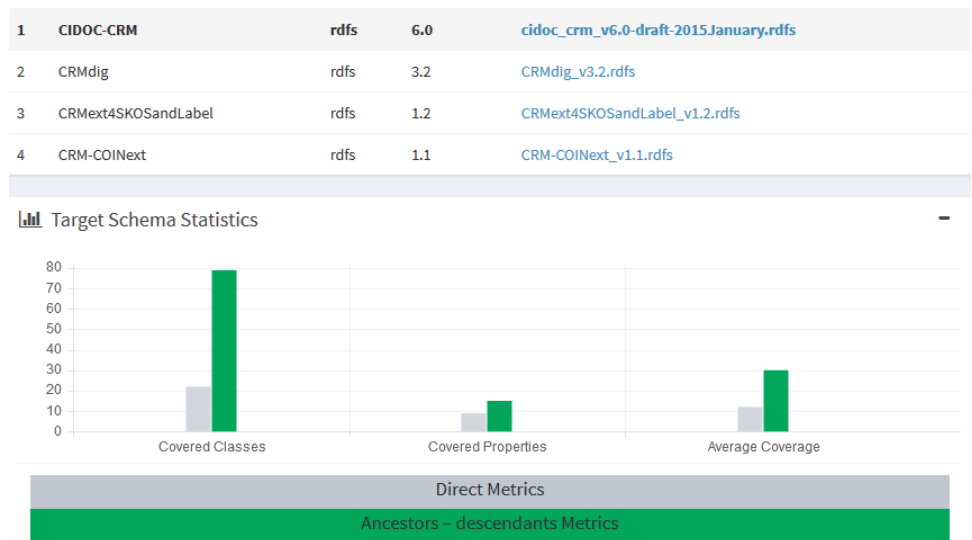 1 CIDOC-CRM rdfs 6.0 cidoc_crm_v6.0-draft-2015January.rdfs
2 CRMdig rdfs 3.2 CRMdig_v3.2.rdfs
3 CRMext4SKOSandLabel rdfs 1.2 CRMext4SKOSandLabel_v1.2.rdfs
4 CRM-COINext rdfs 1.1 CRM-COINext_v1.1.rdfs
Target Schema Statistics
80
70
60
50
40
30
20
10
0
Covered Classes Covered Properties Average Coverage
Direct Metrics
Ancestors – descendants Metrics